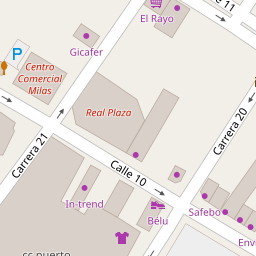 11
El Rayo
Gicafer
P
Centro
Comercial
Milas
Real Plaza
Carrera 20
Carrera 21
Calle 10
In-trend
Belu
Safebo
Envi
cc puerto